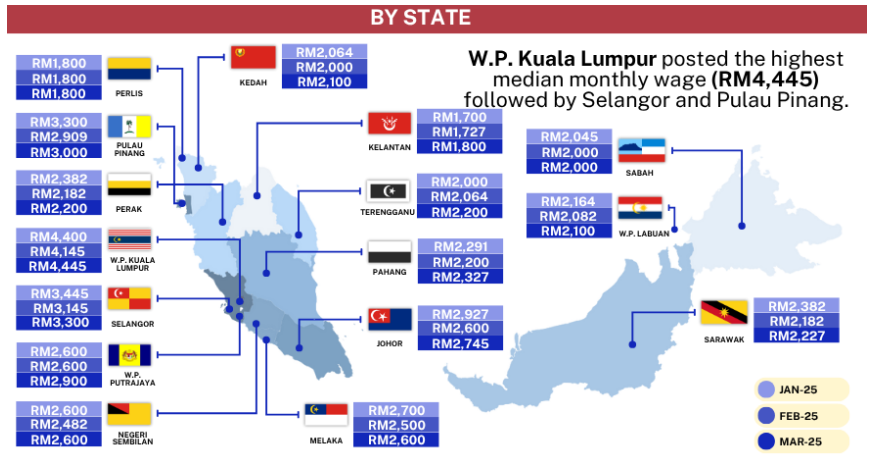 BY STATE
W.P. Kuala Lumpur posted the highest
median monthly wage (RM4,445)
followed by Selangor and Pulau Pinang.
RM1,800
RM1,800
RM1,800
PERLIS
RM2,064
RM2,000
RM2,100
KEDAH
RM3,300
RM2,909
RM3,000
PULAU
PINANG
RM1,700
RM1,727
RM1,800
KELANTAN
RM2,045
RM2,000
RM2,000
SABAH
RM2,382
RM2,182
RM2,200
PERAK
RM2,000
RM2,064
RM2,200
TERENGGANU
RM2,164
RM2,082
RM2,100
W.P. LABUAN
RM4,400
RM4,145
RM4,445
W.P. KUALA
LUMPUR
RM2,291
RM2,200
RM2,327
PAHANG
RM3,445
RM3,145
RM3,300
SELANGOR
RM2,927
RM2,600
RM2,745
JOHOR
RM2,382
RM2,182
RM2,227
SARAWAK
RM2,600
RM2,600
RM2,900
W.P.
PUTRAJAYA
RM2,600
RM2,482
RM2,600
NEGERI
SEMBILAN
RM2,700
RM2,500
RM2,600
MELAKA
JAN-25
FEB-25
MAR-25